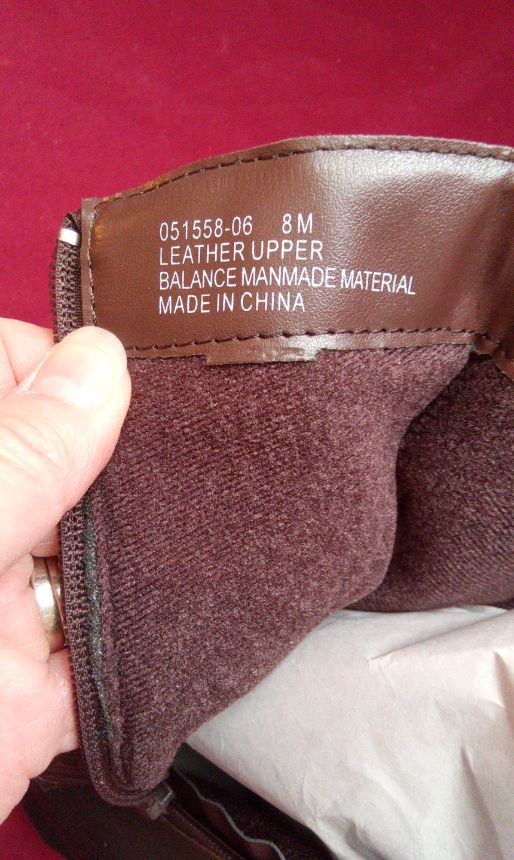 051558-06 8 M
LEATHER UPPER
BALANCE MANMADE MATERIAL
MADE IN CHINA